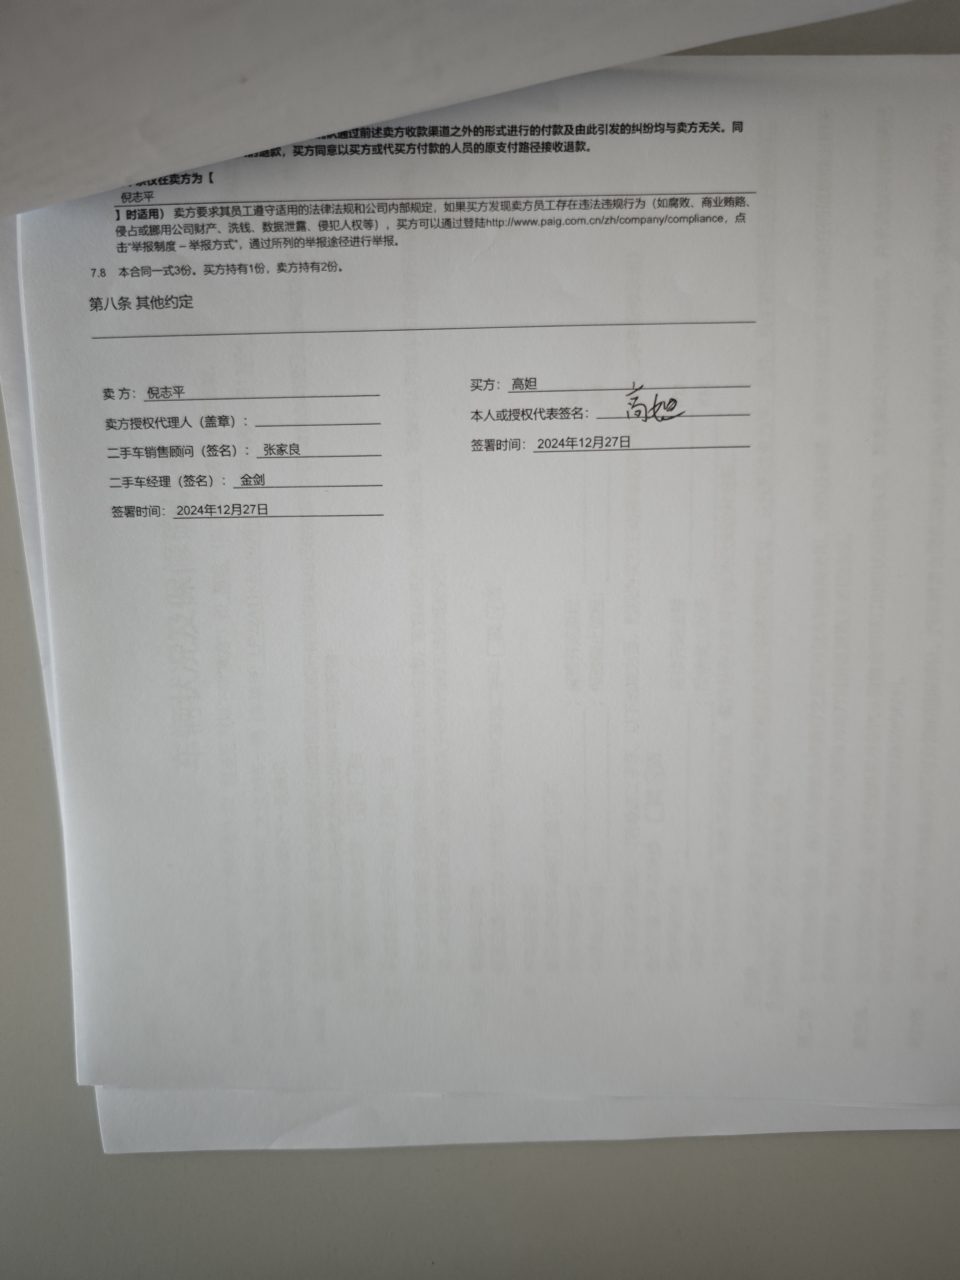 通过前述卖方收款渠道之外的形式进行的付款及由此引发的纠纷均与卖方无关。同
退款，买方同意以买方或代买方付款的人员的原支付路径接收退款。
仅在卖方为【
倪志平
】时适用） 卖方要求其员工遵守适用的法律法规和公司内部规定，如果买方发现卖方员工存在违法违规行为（如腐败、商业贿赂、
侵占或挪用公司财产、洗钱、数据泄露、侵犯人权等），买方可以通过登陆http://www.paig.com.cn/zh/company/compliance，点
击“举报制度 – 举报方式”，通过所列的举报途径进行举报。
7.8 本合同一式3份。买方持有1份，卖方持有2份。
第八条 其他约定
卖 方： 倪志平
卖方授权代理人（盖章）：
二手车销售顾问（签名）： 张家良
二手车经理（签名）： 金剑
签署时间： 2024年12月27日
买方： 高妲
本人或授权代表签名： 高妲
签署时间： 2024年12月27日